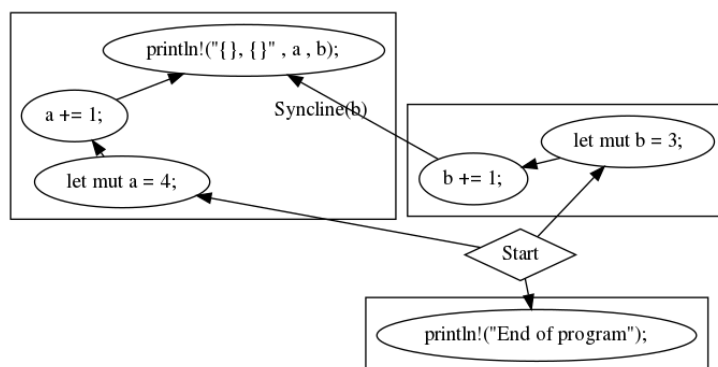 println!("{}, {}" , a , b);
a += 1;
Syncline(b)
let mut b = 3;
let mut a = 4;
b += 1;
Start
println!("End of program");